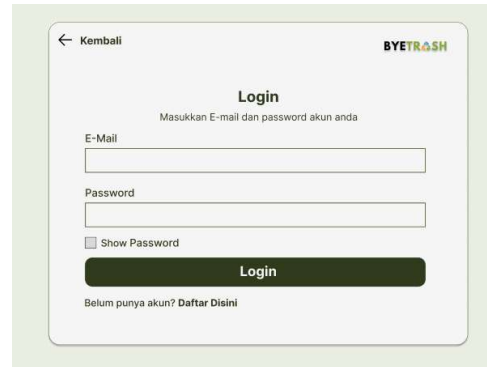 Kembali
BYETRASH
Login
Masukkan E-mail dan password akun anda
E-Mail
Password
Show Password
Login
Belum punya akun? Daftar Disini